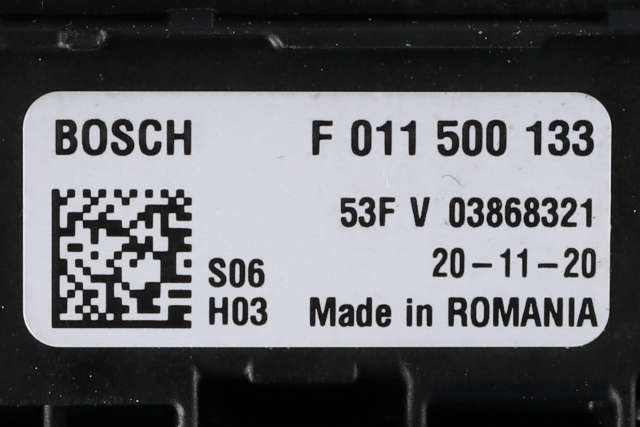 BOSCH F 011 500 133
53F V 03868321
S06 20-11-20
H03 Made in ROMANIA